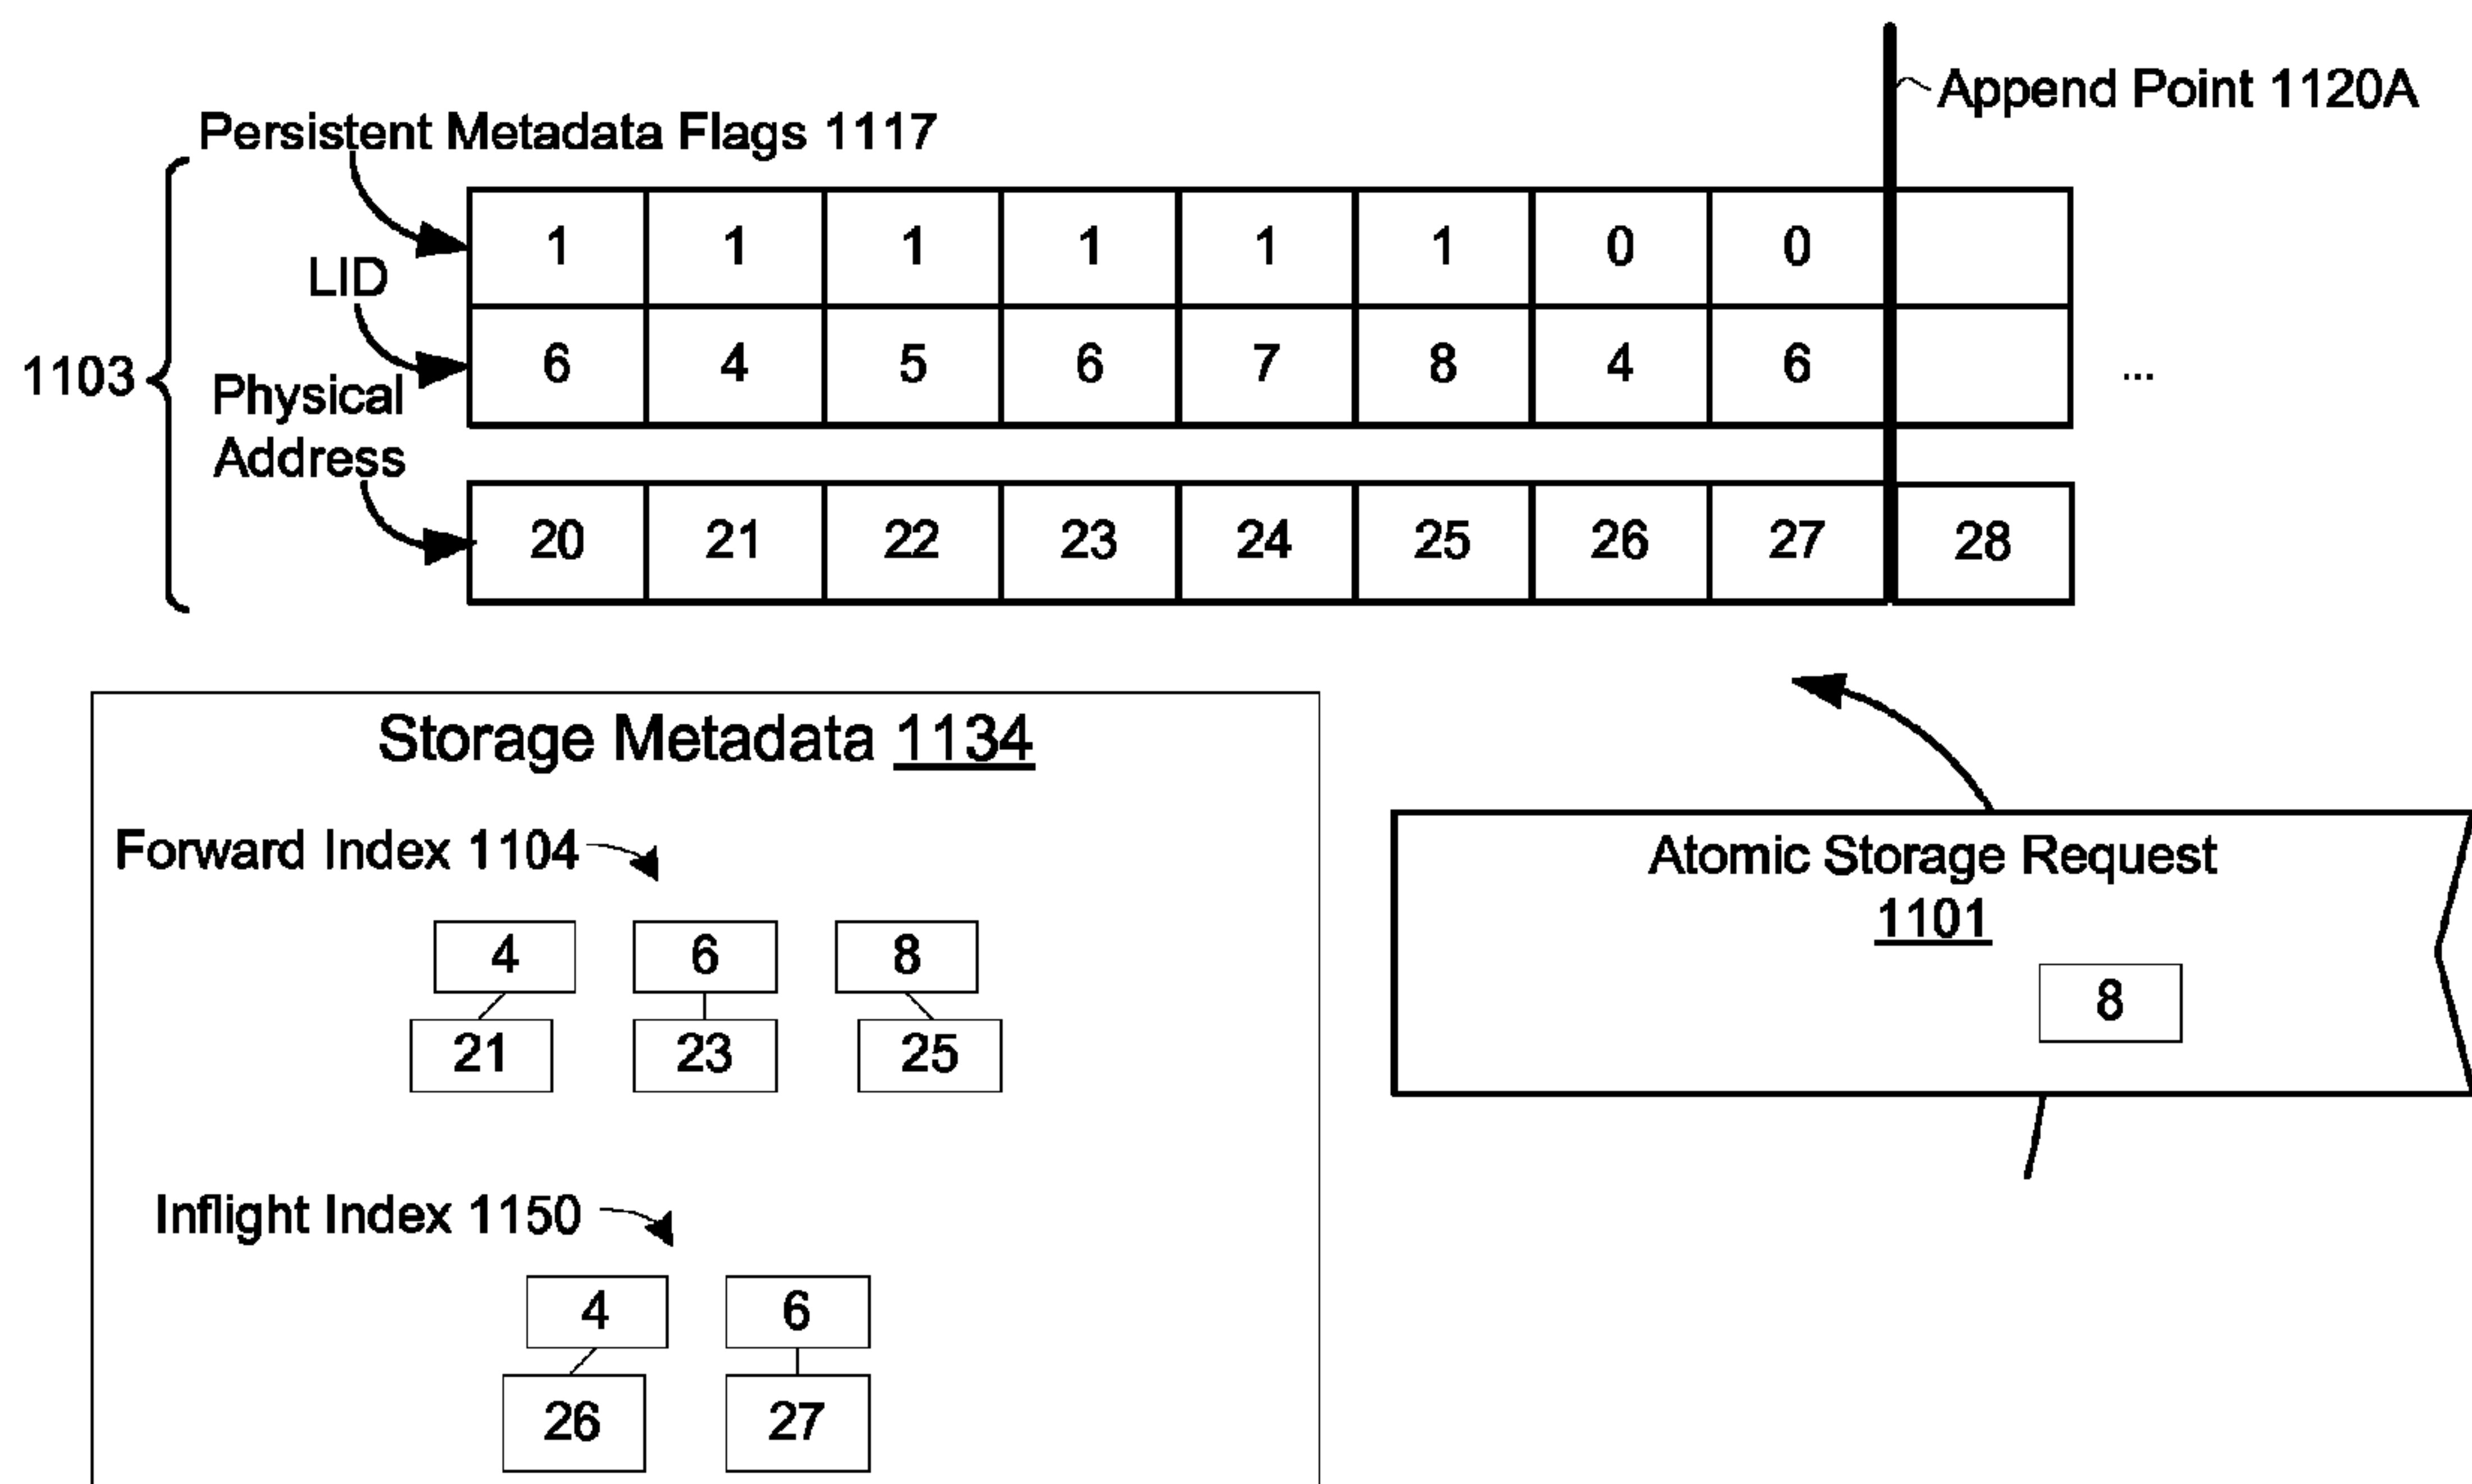 Append Point 1120A
Persistent Metadata Flags 1117
1 1 1 1 1 1 0 0
LID
6 4 5 6 7 8 4 6
1103
...
Physical
Address
20 21 22 23 24 25 26 27 28
Storage Metadata 1134
Forward Index 1104
4 6 8
21 23 25
Inflight Index 1150
4 6
26 27
Atomic Storage Request
1101
8